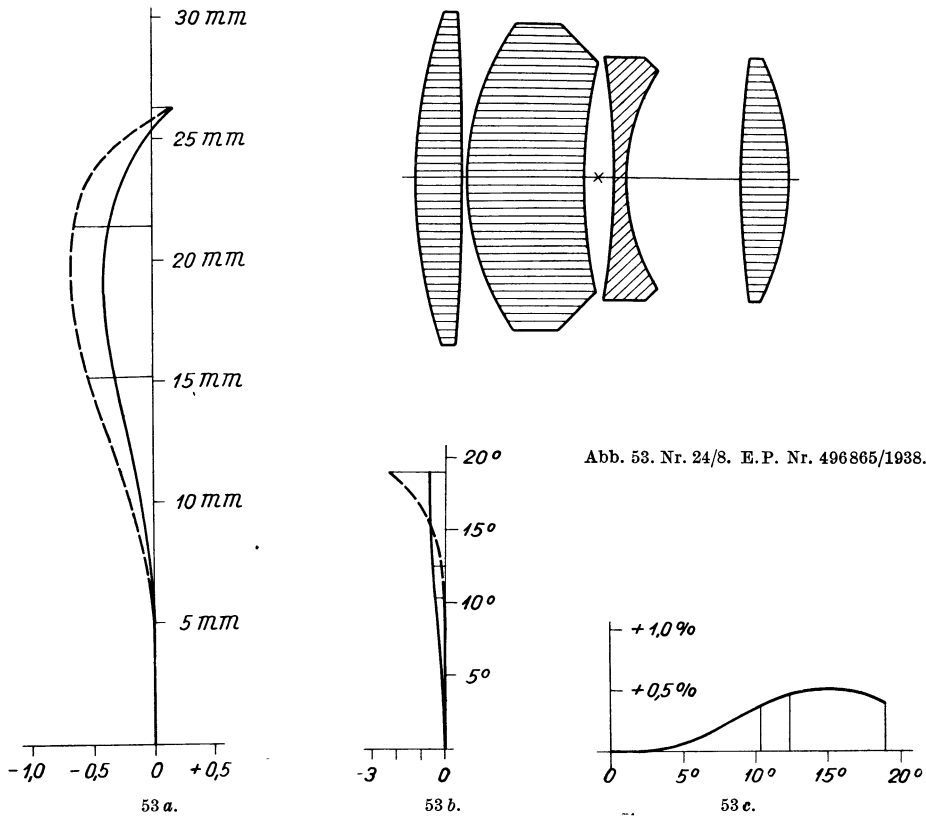 30 mm
25 mm
20 mm
15 mm
10 mm
5 mm
-1,0 -0,5 0 +0,5
53 a.
20°
15°
10°
5°
-3 0
53 b.
Abb. 53. Nr. 24/8. E.P. Nr. 496865/1938.
+1,0%
+0,5%
0 5° 10° 15° 20°
53 c.